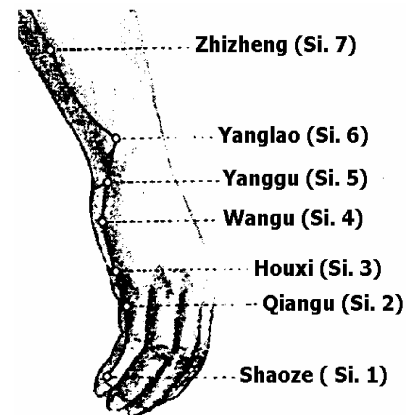 Zhizheng (Si. 7)
Yanglao (Si. 6)
Yanggu (Si. 5)
Wangu (Si. 4)
Houxi (Si. 3)
Qiangu (Si. 2)
Shaoze ( Si. 1)